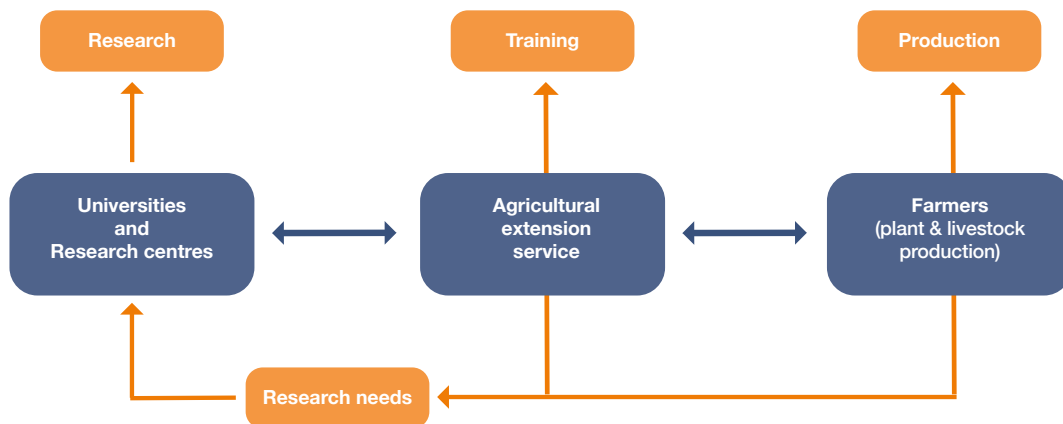 Research
Training
Production
Universities
and
Research centres
Agricultural
extension
service
Farmers
(plant & livestock
production)
Research needs